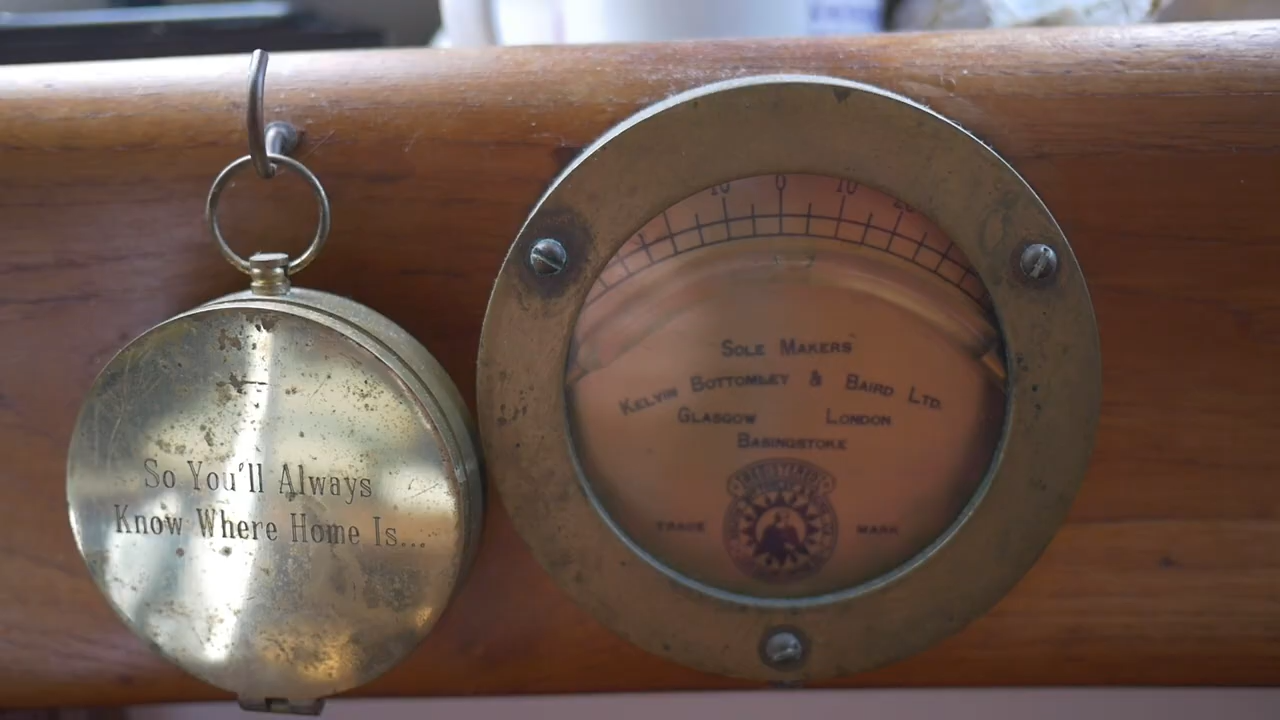 So You'll Always
Know Where Home Is...
10 0 10 20
SOLE MAKERS
KELVIN BOTTOMLEY & BAIRD LTD.
GLASGOW LONDON
BASINGSTOKE
TRADE MARK